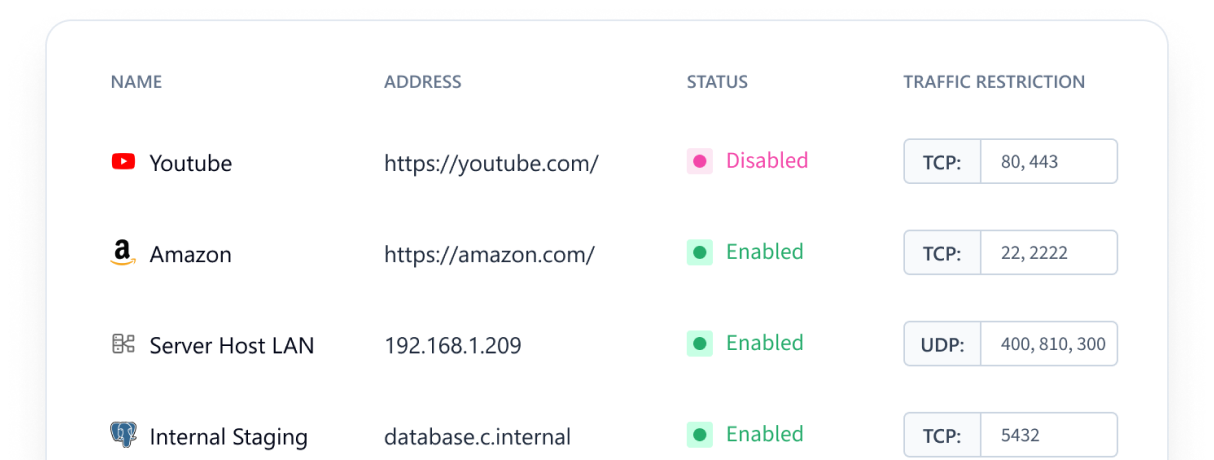 NAME ADDRESS STATUS TRAFFIC RESTRICTION
Youtube https://youtube.com/ Disabled TCP: 80, 443
Amazon https://amazon.com/ Enabled TCP: 22, 2222
Server Host LAN 192.168.1.209 Enabled UDP: 400, 810, 300
Internal Staging database.c.internal Enabled TCP: 5432